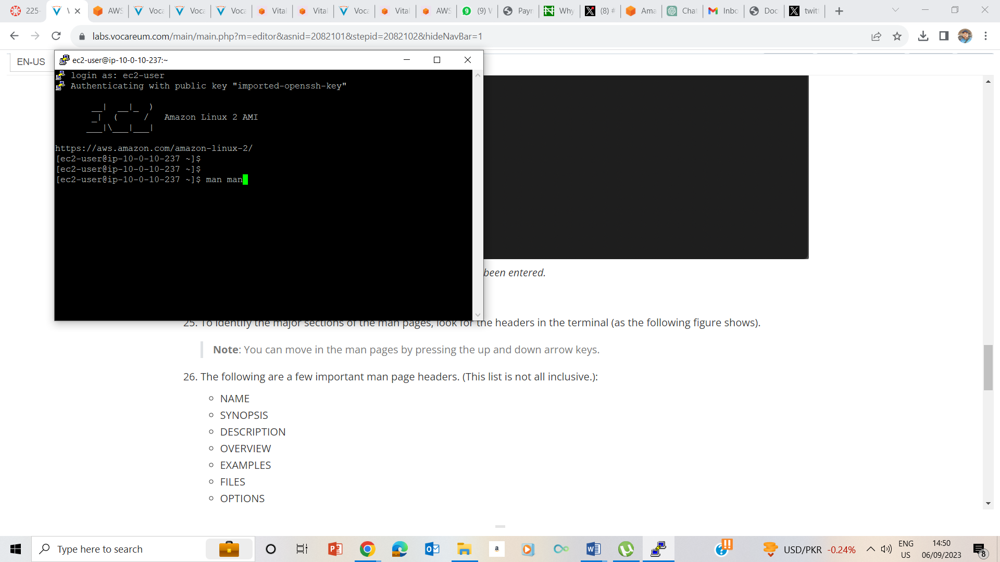 225-
V
AWS
Voca
Voca
Voca
Vital
Vital
Voca
Vital
AWS
(9) V
Payn
Why
(8) #
Ama
Chat
Inbo
Doc
twitt
labs.vocareum.com/main/main.php?m=editor&asnid=2082101&stepid=2082102&hideNavBar=1
EN-US
ec2-user@ip-10-0-10-237:~
login as: ec2-user
Authenticating with public key "imported-openssh-key"
       __|  __|_  )
       _|  (     /   Amazon Linux 2 AMI
      ___|\___|___|
https://aws.amazon.com/amazon-linux-2/
[ec2-user@ip-10-0-10-237 ~]$
[ec2-user@ip-10-0-10-237 ~]$
[ec2-user@ip-10-0-10-237 ~]$ man man
been entered.
25. To identify the major sections of the man pages, look for the headers in the terminal (as the following figure shows).
Note: You can move in the man pages by pressing the up and down arrow keys.
26. The following are a few important man page headers. (This list is not all inclusive.):
NAME
SYNOPSIS
DESCRIPTION
OVERVIEW
EXAMPLES
FILES
OPTIONS
Type here to search
USD/PKR -0.24%
ENG
US
14:50
06/09/2023
8